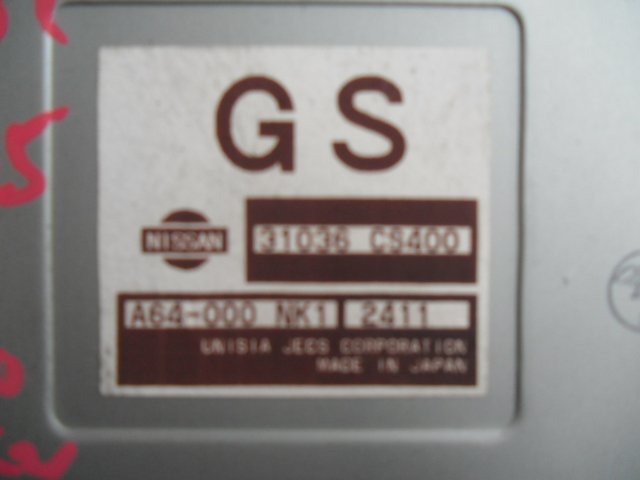 GS
NISSAN
31036 CS400
A64-000 NK1 2411
UNISIA JECS CORPORATION
MADE IN JAPAN